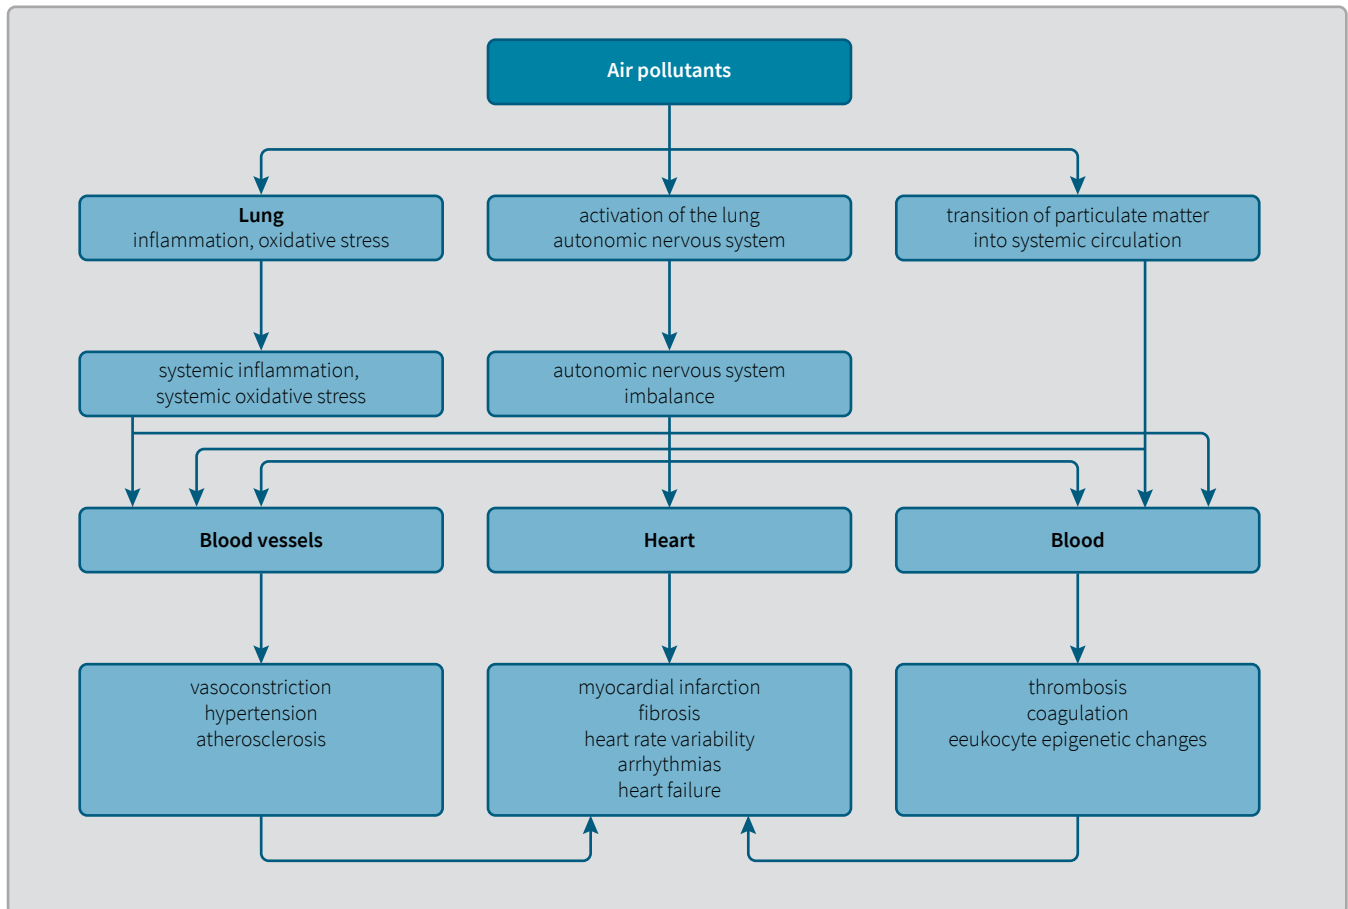 Air pollutants
Lung
inflammation, oxidative stress
activation of the lung
autonomic nervous system
transition of particulate matter
into systemic circulation
systemic inflammation,
systemic oxidative stress
autonomic nervous system
imbalance
Blood vessels
Heart
Blood
vasoconstriction
hypertension
atherosclerosis
myocardial infarction
fibrosis
heart rate variability
arrhythmias
heart failure
thrombosis
coagulation
eeukocyte epigenetic changes